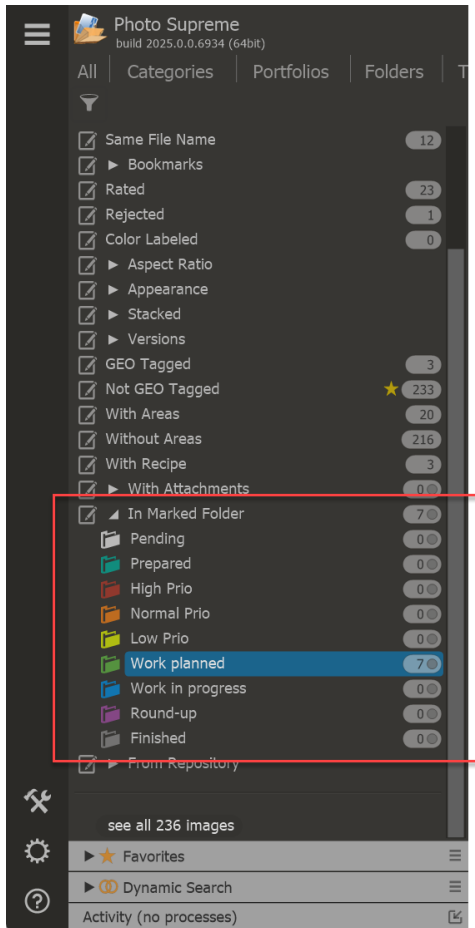 Photo Supreme
build 2025.0.0.6934 (64bit)
All Categories Portfolios Folders T
Same File Name 12
Bookmarks
Rated 23
Rejected 1
Color Labeled 0
Aspect Ratio
Appearance
Stacked
Versions
GEO Tagged 3
Not GEO Tagged 233
With Areas 20
Without Areas 216
With Recipe 3
With Attachments 0
In Marked Folder 7
Pending 0
Prepared 0
High Prio 0
Normal Prio 0
Low Prio 0
Work planned 7
Work in progress 0
Round-up 0
Finished 0
From Repository
see all 236 images
Favorites
Dynamic Search
Activity (no processes)